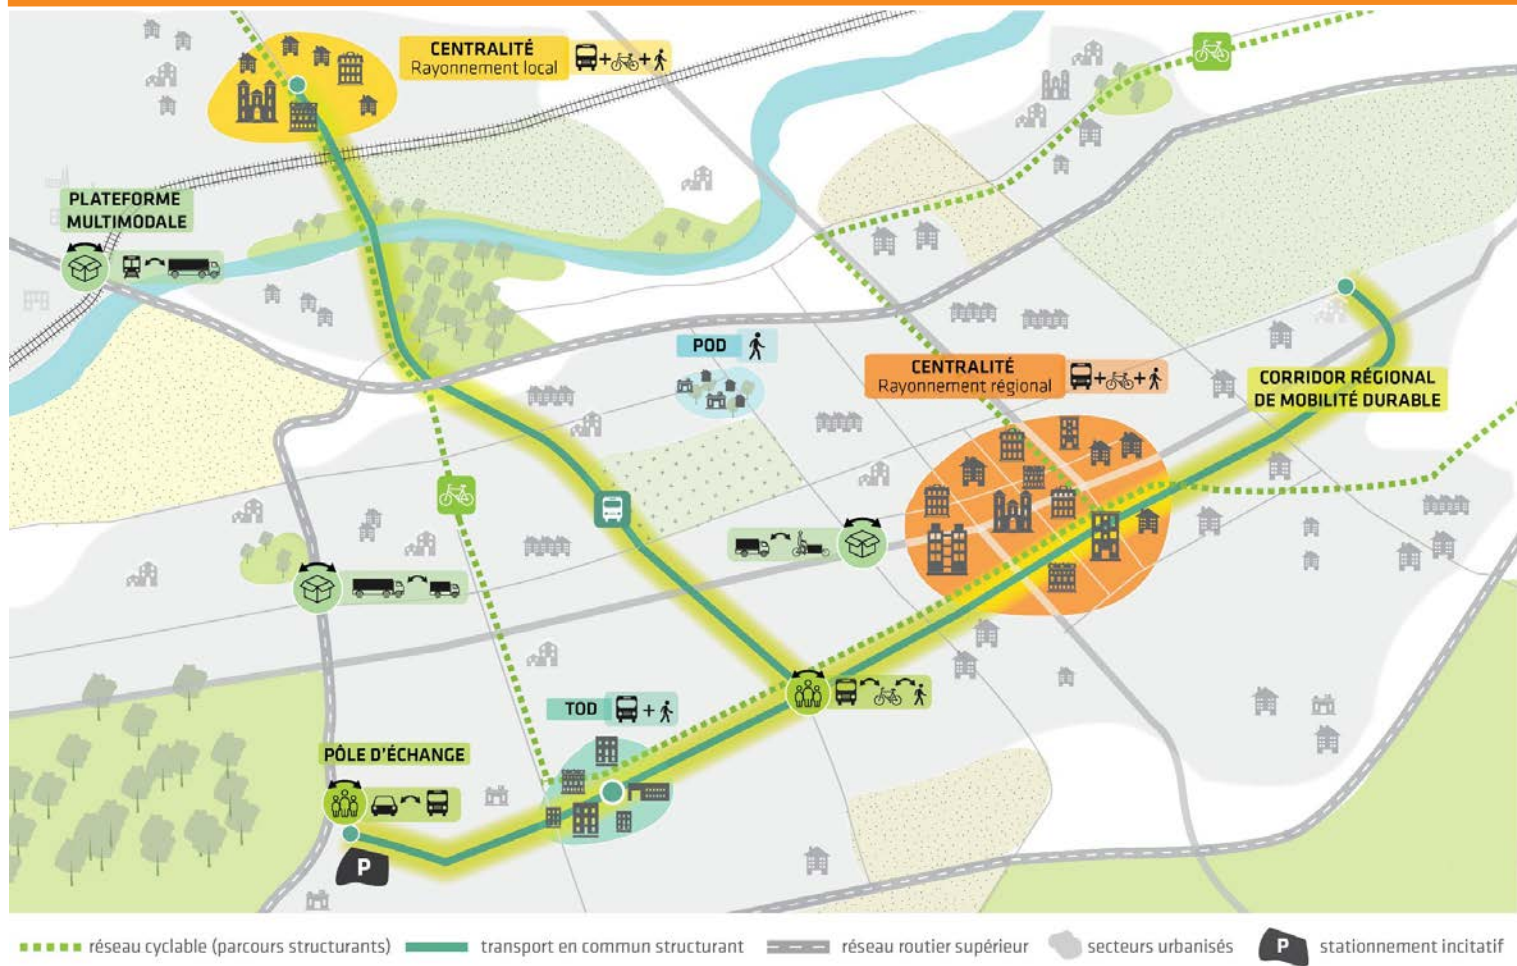 CENTRALITÉ
Rayonnement local
PLATEFORME
MULTIMODALE
POD
CENTRALITÉ
Rayonnement régional
CORRIDOR RÉGIONAL
DE MOBILITÉ DURABLE
TOD
PÔLE D'ÉCHANGE
P
réseau cyclable (parcours structurants)
transport en commun structurant
réseau routier supérieur
secteurs urbanisés
P
stationnement incitatif